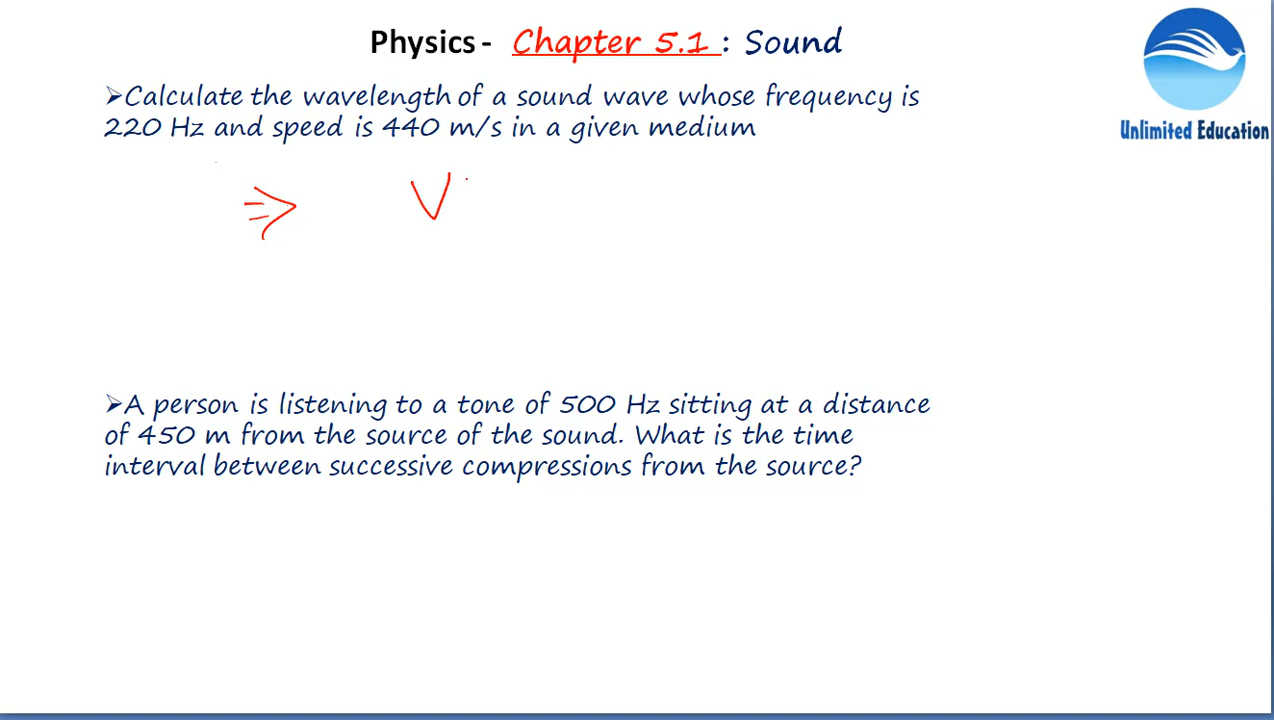 Physics - Chapter 5.1 : Sound
➢Calculate the wavelength of a sound wave whose frequency is
220 Hz and speed is 440 m/s in a given medium
Unlimited Education
⇒ V
➢A person is listening to a tone of 500 Hz sitting at a distance
of 450 m from the source of the sound. What is the time
interval between successive compressions from the source?